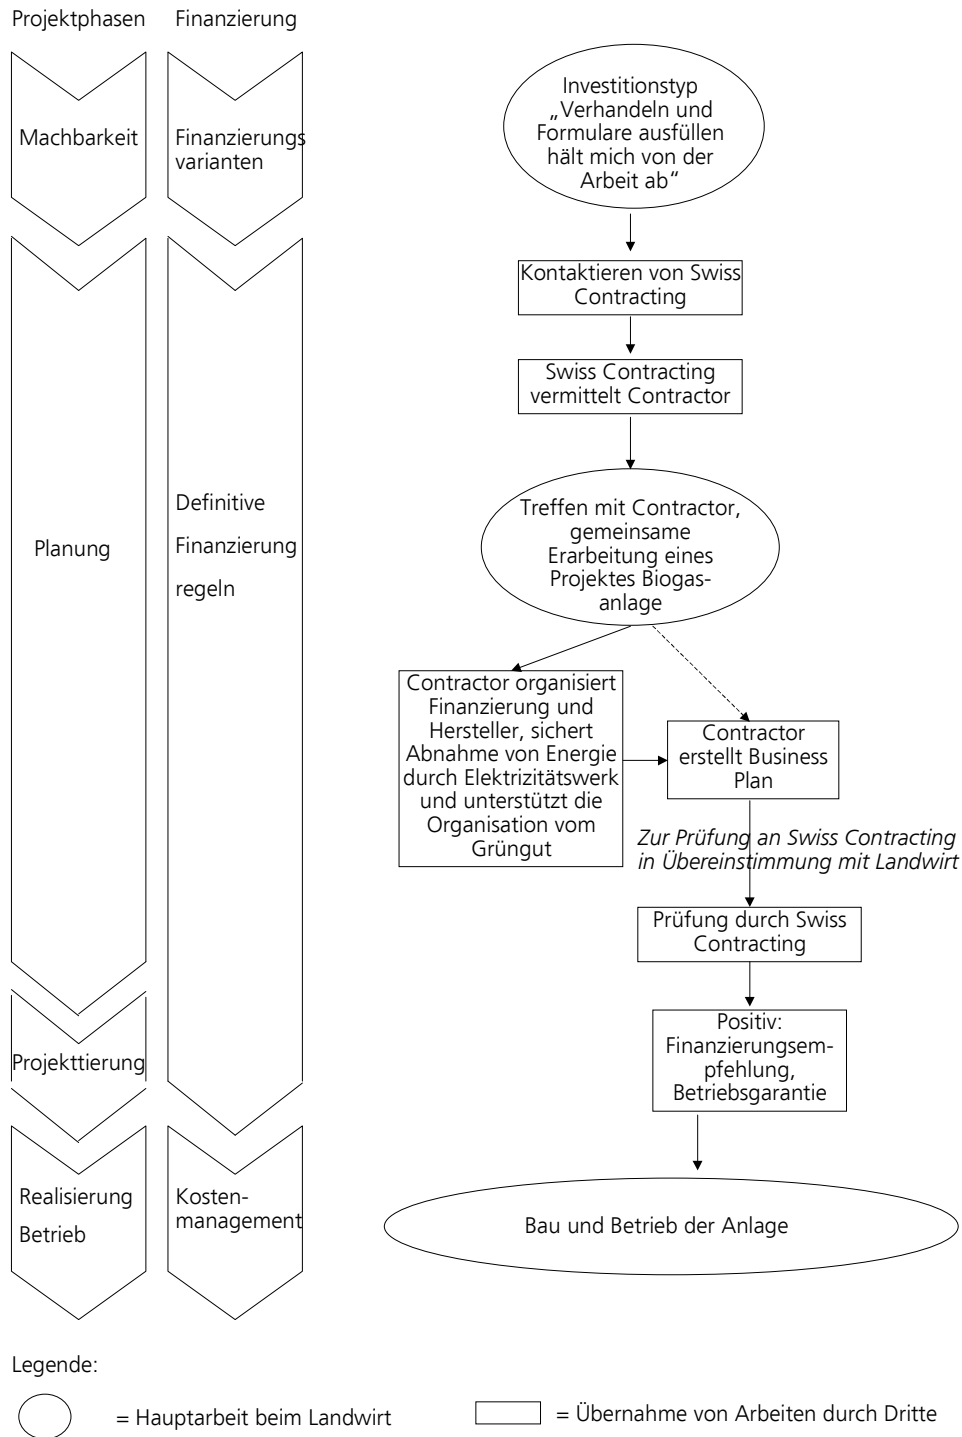 Projektphasen
Finanzierung
Machbarkeit
Finanzierungs
varianten
Investitionstyp
„Verhandeln und
Formulare ausfüllen
hält mich von der
Arbeit ab“
Kontaktieren von Swiss
Contracting
Swiss Contracting
vermittelt Contractor
Planung
Definitive
Finanzierung
regeln
Treffen mit Contractor,
gemeinsame
Erarbeitung eines
Projektes Biogas-
anlage
Contractor organisiert
Finanzierung und
Hersteller, sichert
Abnahme von Energie
durch Elektrizitätswerk
und unterstützt die
Organisation vom
Grüngut
Contractor
erstellt Business
Plan
Zur Prüfung an Swiss Contracting
in Übereinstimmung mit Landwirt
Prüfung durch Swiss
Contracting
Projekttierung
Positiv:
Finanzierungsem-
pfehlung,
Betriebsgarantie
Realisierung
Betrieb
Kosten-
management
Bau und Betrieb der Anlage
Legende:
= Hauptarbeit beim Landwirt
= Übernahme von Arbeiten durch Dritte